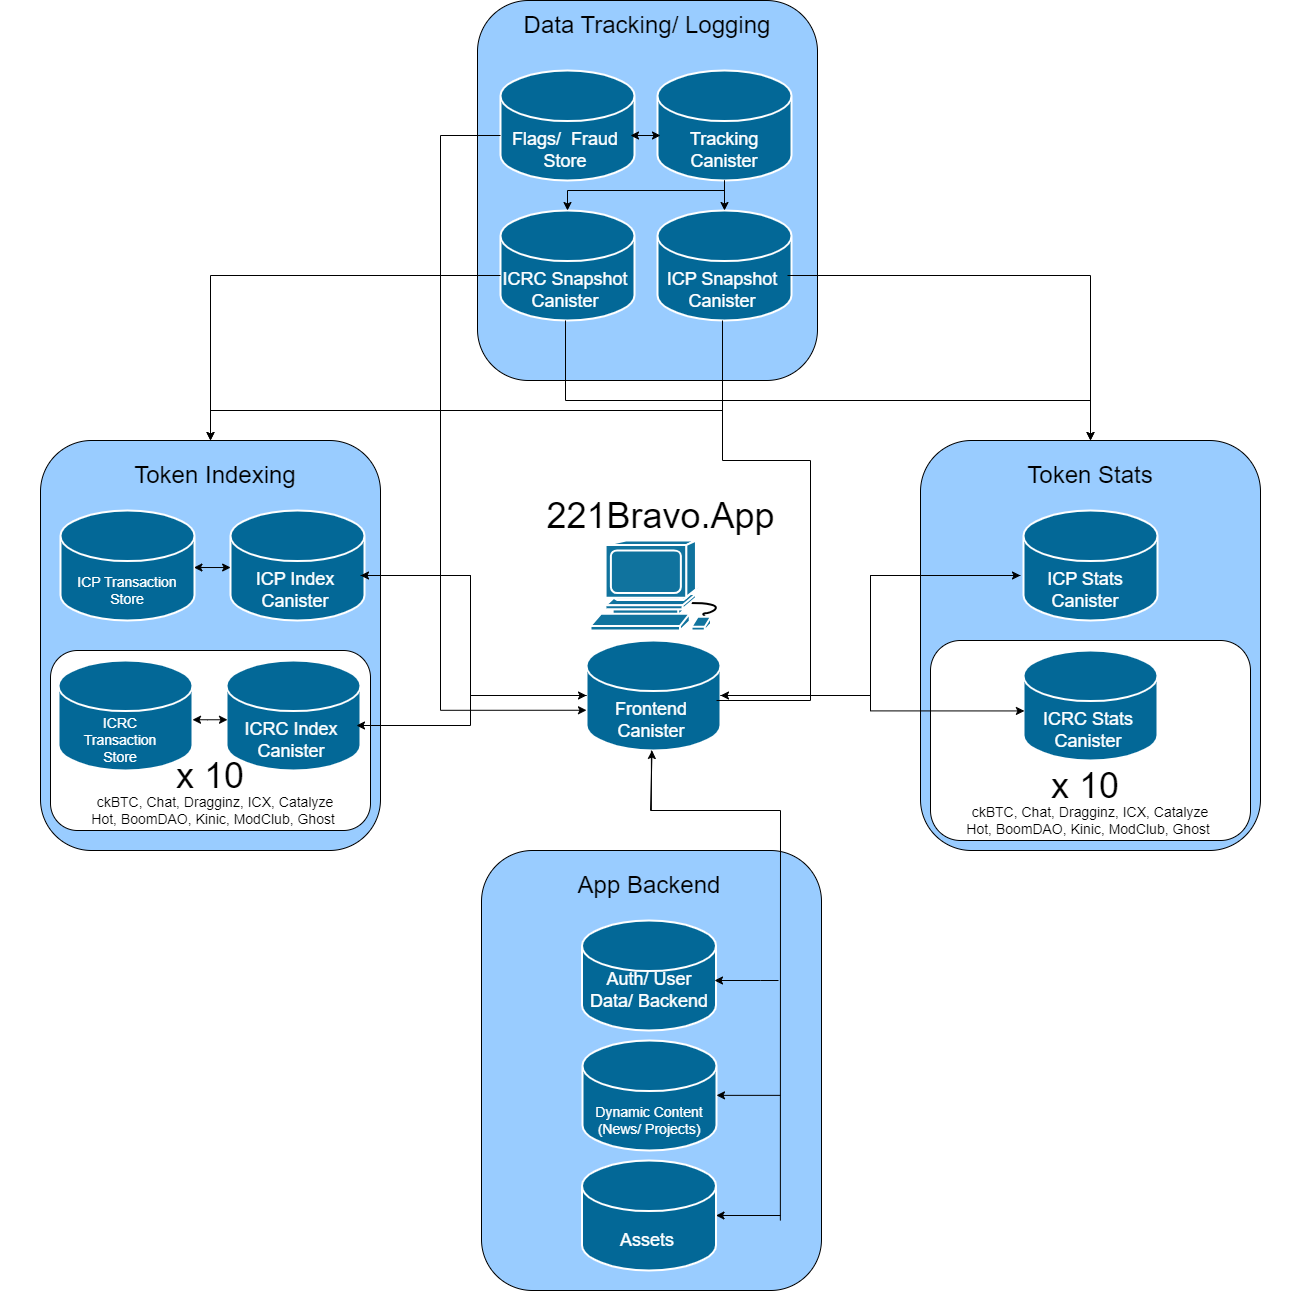 Data Tracking/ Logging
Flags/  Fraud
Store
Tracking
Canister
ICRC Snapshot
Canister
ICP Snapshot
Canister
Token Indexing
ICP Transaction
Store
ICP Index
Canister
ICRC
Transaction
Store
ICRC Index
Canister
x 10
ckBTC, Chat, Dragginz, ICX, Catalyze
Hot, BoomDAO, Kinic, ModClub, Ghost
221Bravo.App
Frontend
Canister
Token Stats
ICP Stats
Canister
ICRC Stats
Canister
x 10
ckBTC, Chat, Dragginz, ICX, Catalyze
Hot, BoomDAO, Kinic, ModClub, Ghost
App Backend
Auth/ User
Data/ Backend
Dynamic Content
(News/ Projects)
Assets